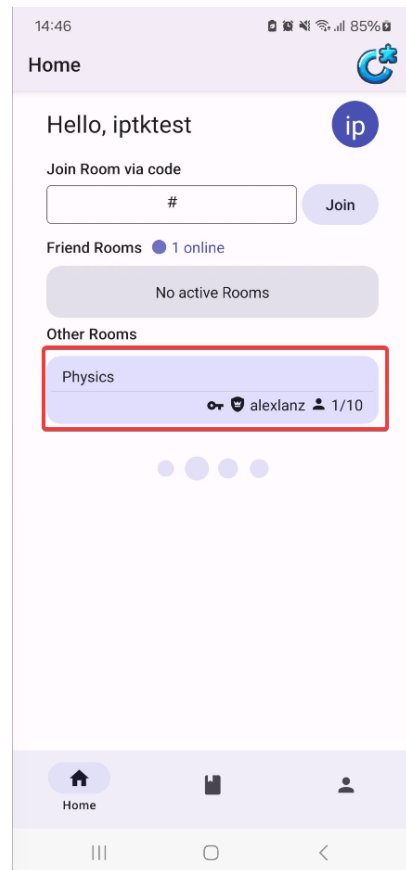 14:46
85%
Home
Hello, iptktest
ip
Join Room via code
#
Join
Friend Rooms
1 online
No active Rooms
Other Rooms
Physics
alexlanz
1/10
Home